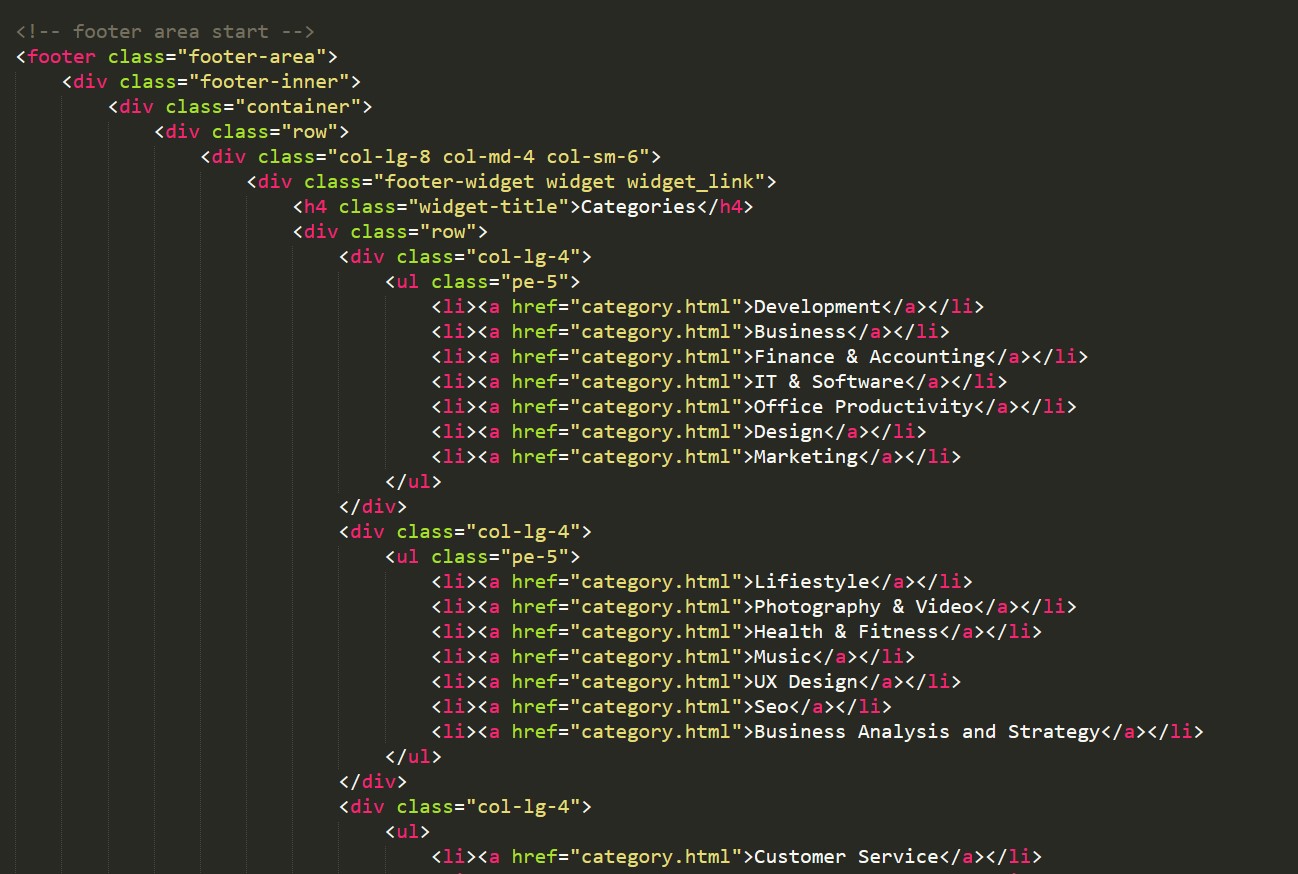 <!-- footer area start -->
<footer class="footer-area">
<div class="footer-inner">
<div class="container">
<div class="row">
<div class="col-lg-8 col-md-4 col-sm-6">
<div class="footer-widget widget widget_link">
<h4 class="widget-title">Categories</h4>
<div class="row">
<div class="col-lg-4">
<ul class="pe-5">
<li><a href="category.html">Development</a></li>
<li><a href="category.html">Business</a></li>
<li><a href="category.html">Finance & Accounting</a></li>
<li><a href="category.html">IT & Software</a></li>
<li><a href="category.html">Office Productivity</a></li>
<li><a href="category.html">Design</a></li>
<li><a href="category.html">Marketing</a></li>
</ul>
</div>
<div class="col-lg-4">
<ul class="pe-5">
<li><a href="category.html">Lifiestyle</a></li>
<li><a href="category.html">Photography & Video</a></li>
<li><a href="category.html">Health & Fitness</a></li>
<li><a href="category.html">Music</a></li>
<li><a href="category.html">UX Design</a></li>
<li><a href="category.html">Seo</a></li>
<li><a href="category.html">Business Analysis and Strategy</a></li>
</ul>
</div>
<div class="col-lg-4">
<ul>
<li><a href="category.html">Customer Service</a></li>